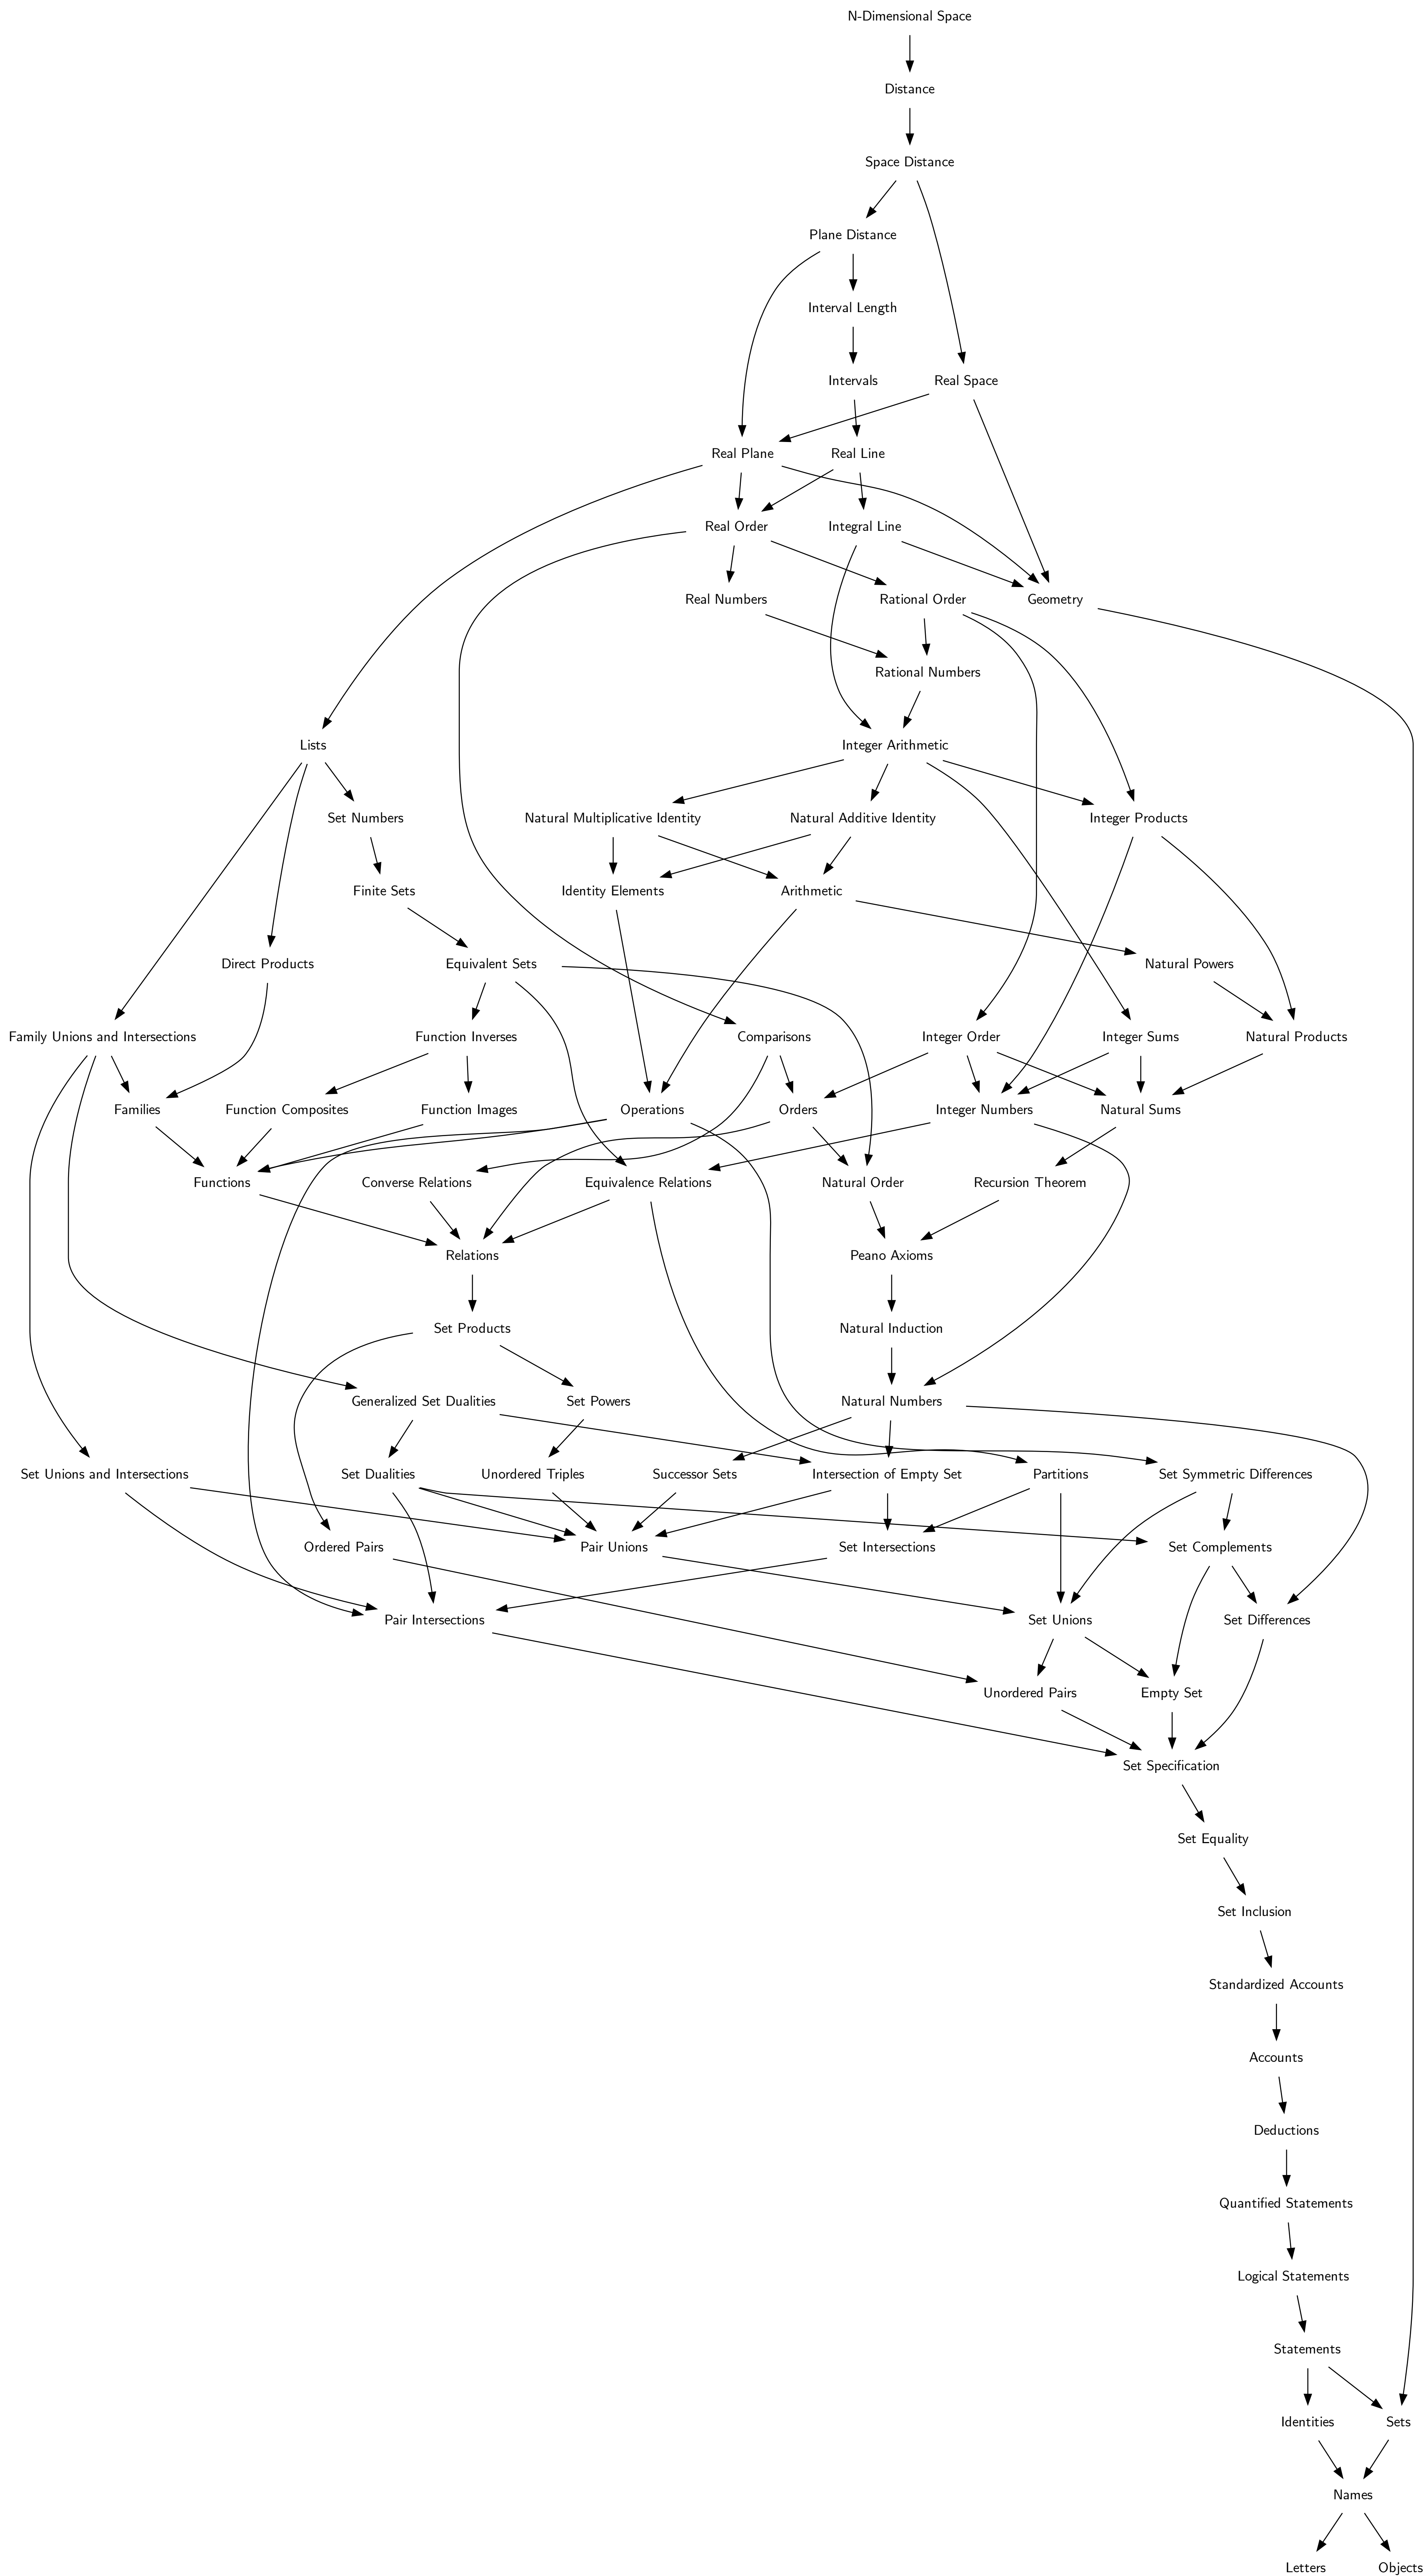 N-Dimensional Space
Distance
Space Distance
Plane Distance
Interval Length
Intervals
Real Space
Real Plane
Real Line
Real Order
Integral Line
Real Numbers
Rational Order
Geometry
Rational Numbers
Lists
Integer Arithmetic
Set Numbers
Natural Multiplicative Identity
Natural Additive Identity
Integer Products
Finite Sets
Identity Elements
Arithmetic
Direct Products
Equivalent Sets
Natural Powers
Family Unions and Intersections
Function Inverses
Comparisons
Integer Order
Integer Sums
Natural Products
Families
Function Composites
Function Images
Operations
Orders
Integer Numbers
Natural Sums
Functions
Converse Relations
Equivalence Relations
Natural Order
Recursion Theorem
Relations
Peano Axioms
Set Products
Natural Induction
Generalized Set Dualities
Set Powers
Natural Numbers
Set Unions and Intersections
Set Dualities
Unordered Triples
Successor Sets
Intersection of Empty Set
Partitions
Set Symmetric Differences
Ordered Pairs
Pair Unions
Set Intersections
Set Complements
Pair Intersections
Set Unions
Set Differences
Unordered Pairs
Empty Set
Set Specification
Set Equality
Set Inclusion
Standardized Accounts
Accounts
Deductions
Quantified Statements
Logical Statements
Statements
Identities
Sets
Names
Letters
Objects